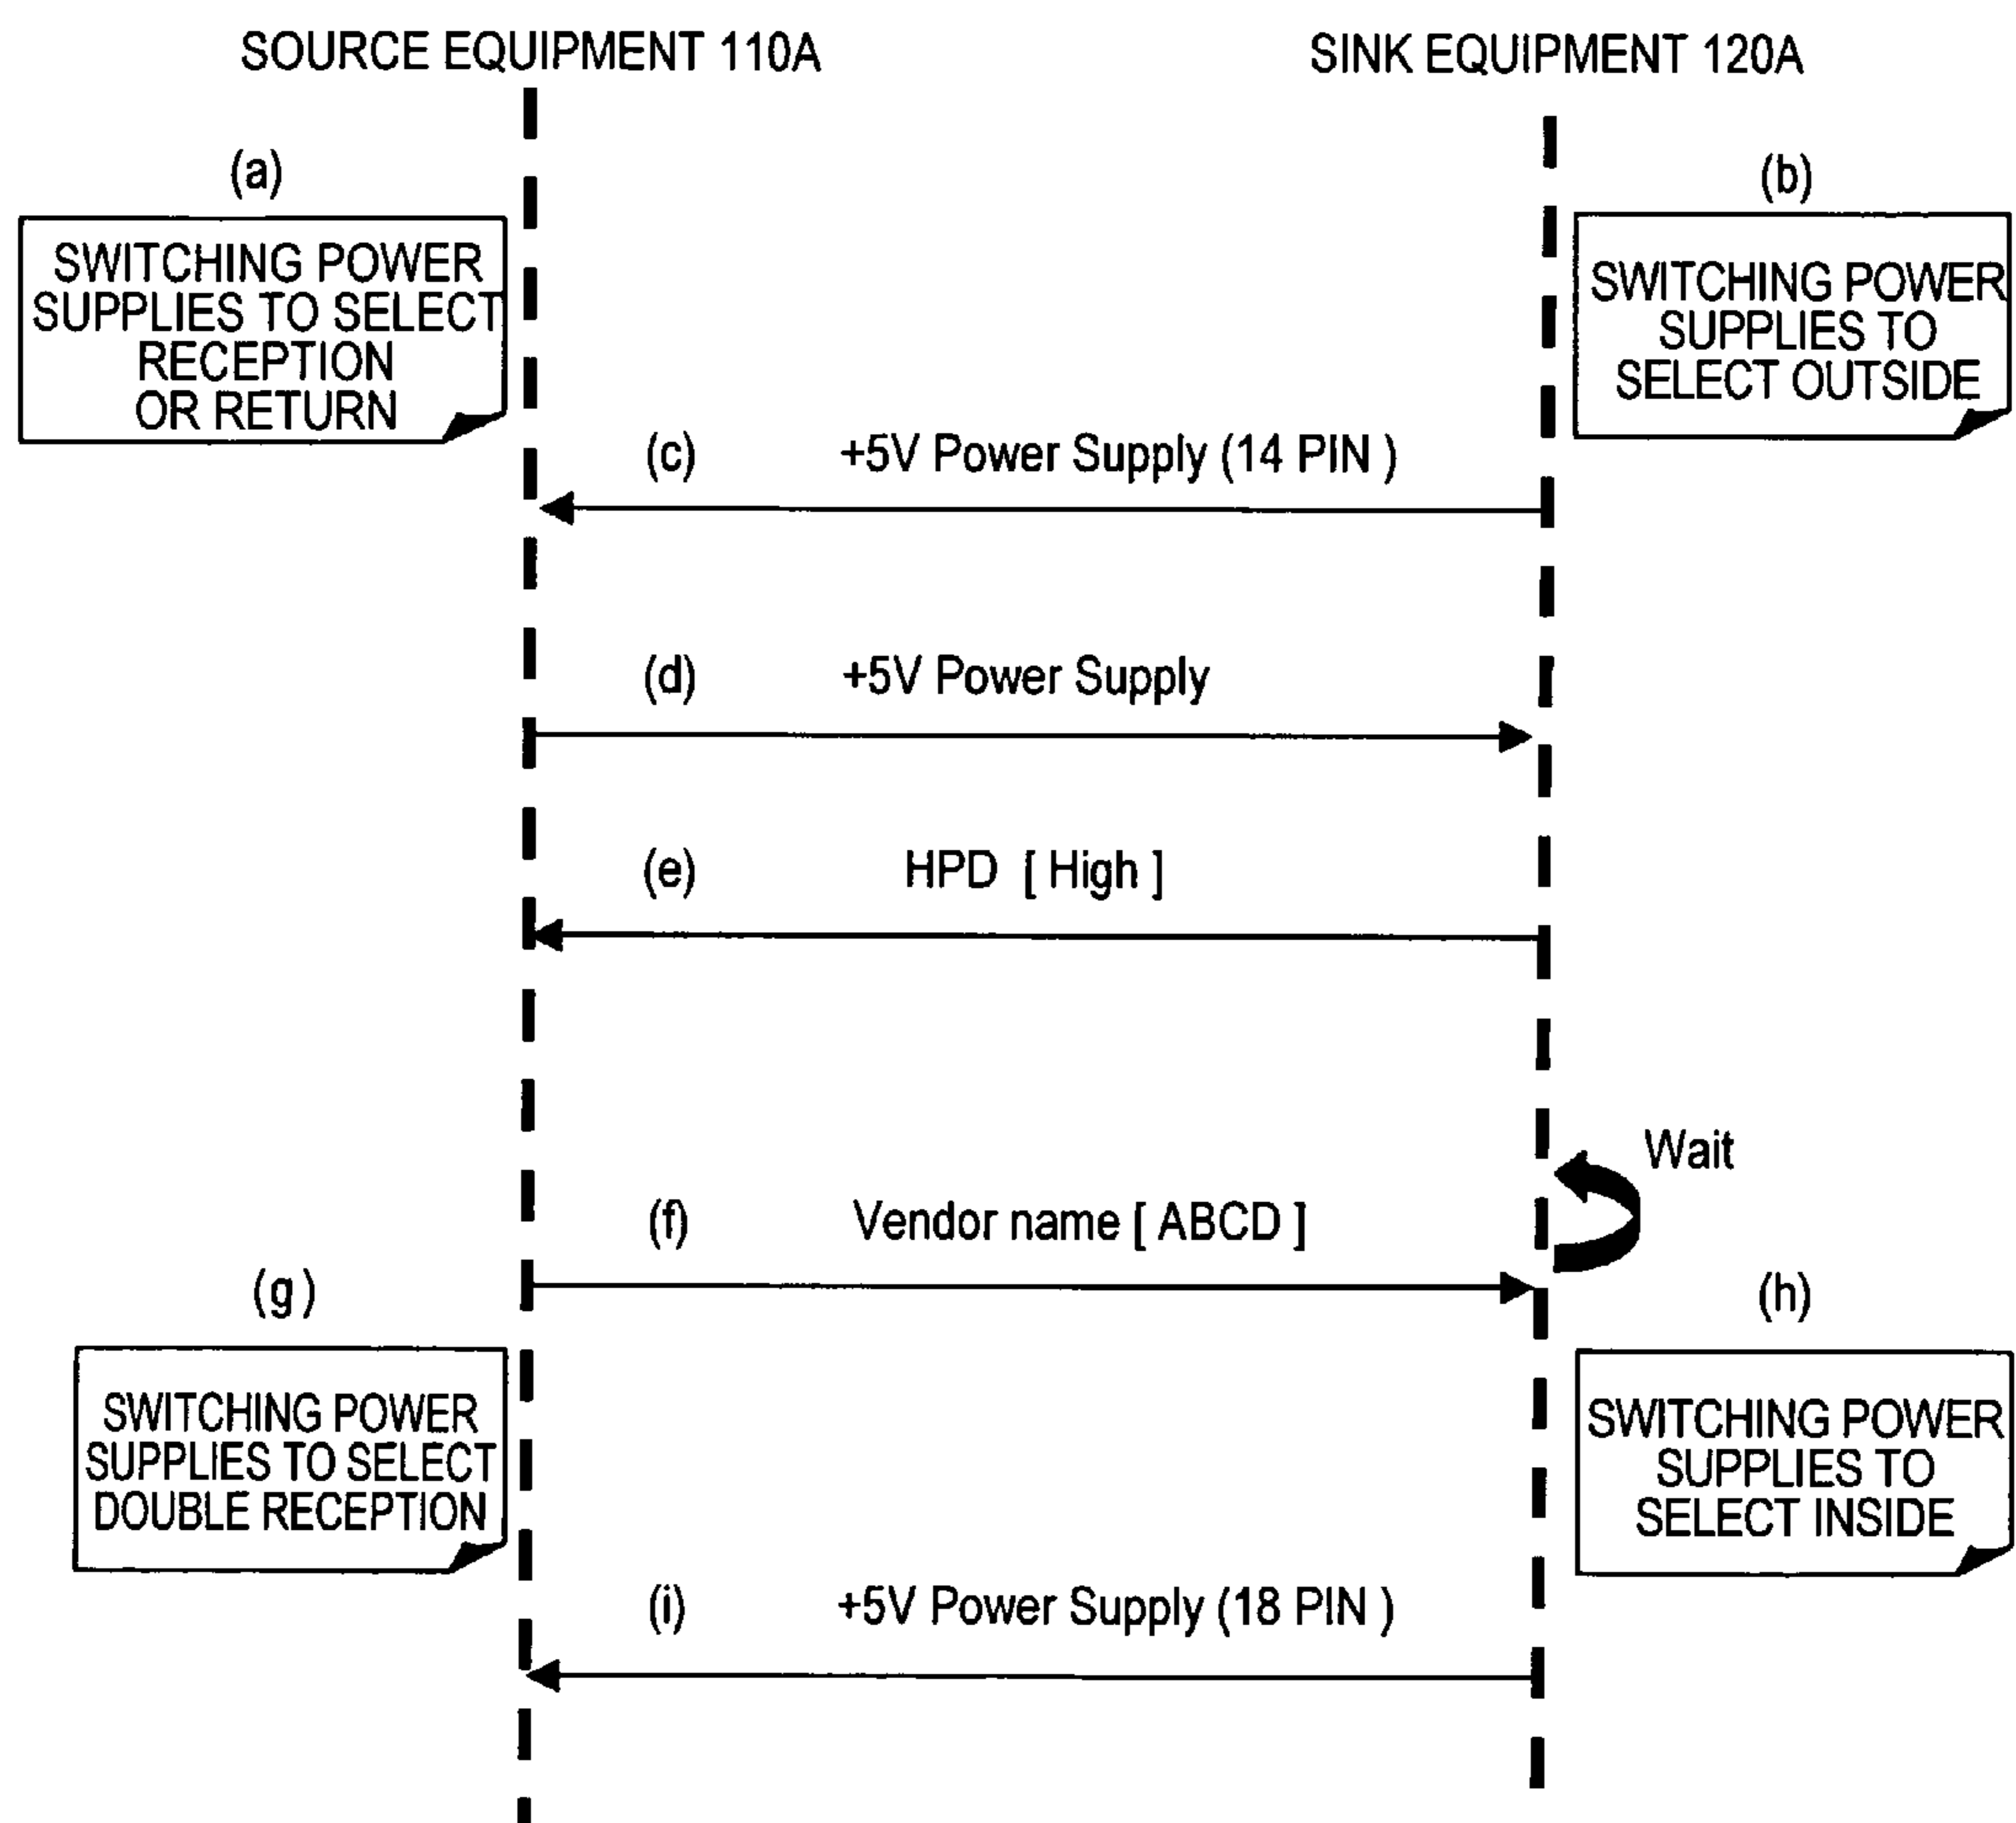 SOURCE EQUIPMENT 110A
SINK EQUIPMENT 120A
(a)
SWITCHING POWER
SUPPLIES TO SELECT
RECEPTION
OR RETURN
(b)
SWITCHING POWER
SUPPLIES TO
SELECT OUTSIDE
(c) +5V Power Supply (14 PIN )
(d) +5V Power Supply
(e) HPD [ High ]
Wait
(f) Vendor name [ ABCD ]
(g)
SWITCHING POWER
SUPPLIES TO SELECT
DOUBLE RECEPTION
(h)
SWITCHING POWER
SUPPLIES TO
SELECT INSIDE
(i) +5V Power Supply (18 PIN )